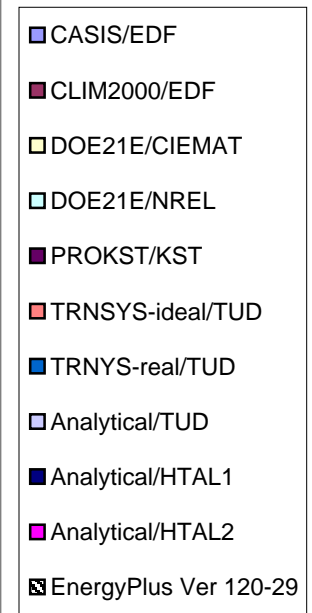 CASIS/EDF
CLIM2000/EDF
DOE21E/CIEMAT
DOE21E/NREL
PROKST/KST
TRNSYS-ideal/TUD
TRNYS-real/TUD
Analytical/TUD
Analytical/HTAL1
Analytical/HTAL2
EnergyPlus Ver 120-29